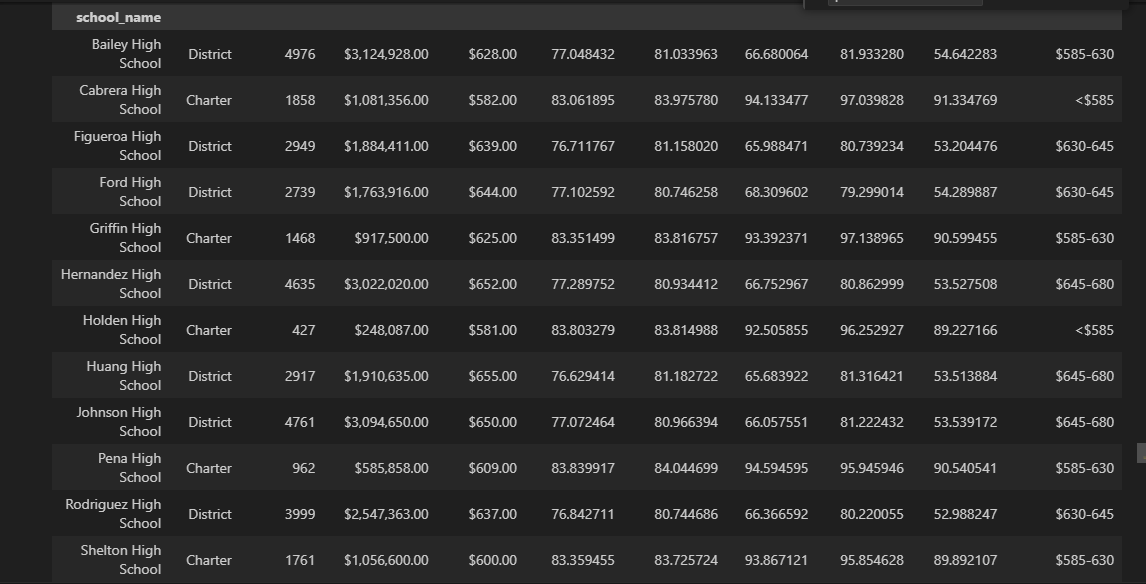 school_name
Bailey High School District 4976 $3,124,928.00 $628.00 77.048432 81.033963 66.680064 81.933280 54.642283 $585-630
Cabrera High School Charter 1858 $1,081,356.00 $582.00 83.061895 83.975780 94.133477 97.039828 91.334769 <$585
Figueroa High School District 2949 $1,884,411.00 $639.00 76.711767 81.158020 65.988471 80.739234 53.204476 $630-645
Ford High School District 2739 $1,763,916.00 $644.00 77.102592 80.746258 68.309602 79.299014 54.289887 $630-645
Griffin High School Charter 1468 $917,500.00 $625.00 83.351499 83.816757 93.392371 97.138965 90.599455 $585-630
Hernandez High School District 4635 $3,022,020.00 $652.00 77.289752 80.934412 66.752967 80.862999 53.527508 $645-680
Holden High School Charter 427 $248,087.00 $581.00 83.803279 83.814988 92.505855 96.252927 89.227166 <$585
Huang High School District 2917 $1,910,635.00 $655.00 76.629414 81.182722 65.683922 81.316421 53.513884 $645-680
Johnson High School District 4761 $3,094,650.00 $650.00 77.072464 80.966394 66.057551 81.222432 53.539172 $645-680
Pena High School Charter 962 $585,858.00 $609.00 83.839917 84.044699 94.594595 95.945946 90.540541 $585-630
Rodriguez High School District 3999 $2,547,363.00 $637.00 76.842711 80.744686 66.366592 80.220055 52.988247 $630-645
Shelton High School Charter 1761 $1,056,600.00 $600.00 83.359455 83.725724 93.867121 95.854628 89.892107 $585-630